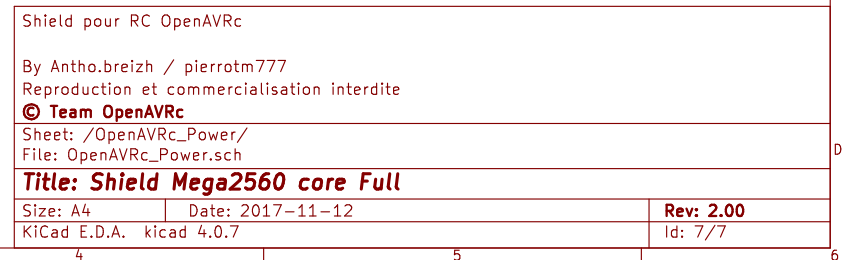 Shield pour RC OpenAVRc
By Antho.breizh / pierrotm777
Reproduction et commercialisation interdite
© Team OpenAVRc
Sheet: /OpenAVRc_Power/
File: OpenAVRc_Power.sch
D
Title: Shield Mega2560 core Full
Size: A4 Date: 2017-11-12 Rev: 2.00
KiCad E.D.A. kicad 4.0.7 Id: 7/7
4 5 6